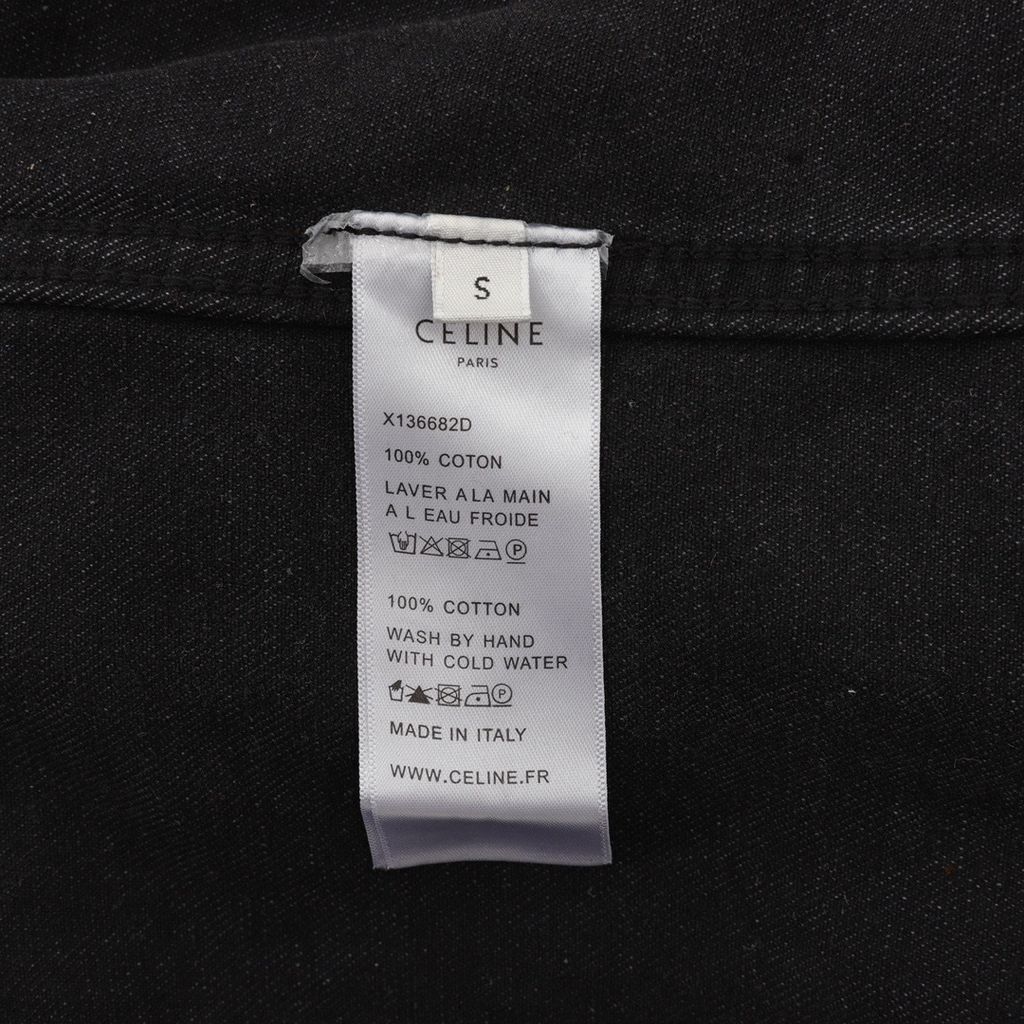 S
CELINE
PARIS
X136682D
100% COTON
LAVER A LA MAIN
A L EAU FROIDE
P
100% COTTON
WASH BY HAND
WITH COLD WATER
P
MADE IN ITALY
WWW.CELINE.FR